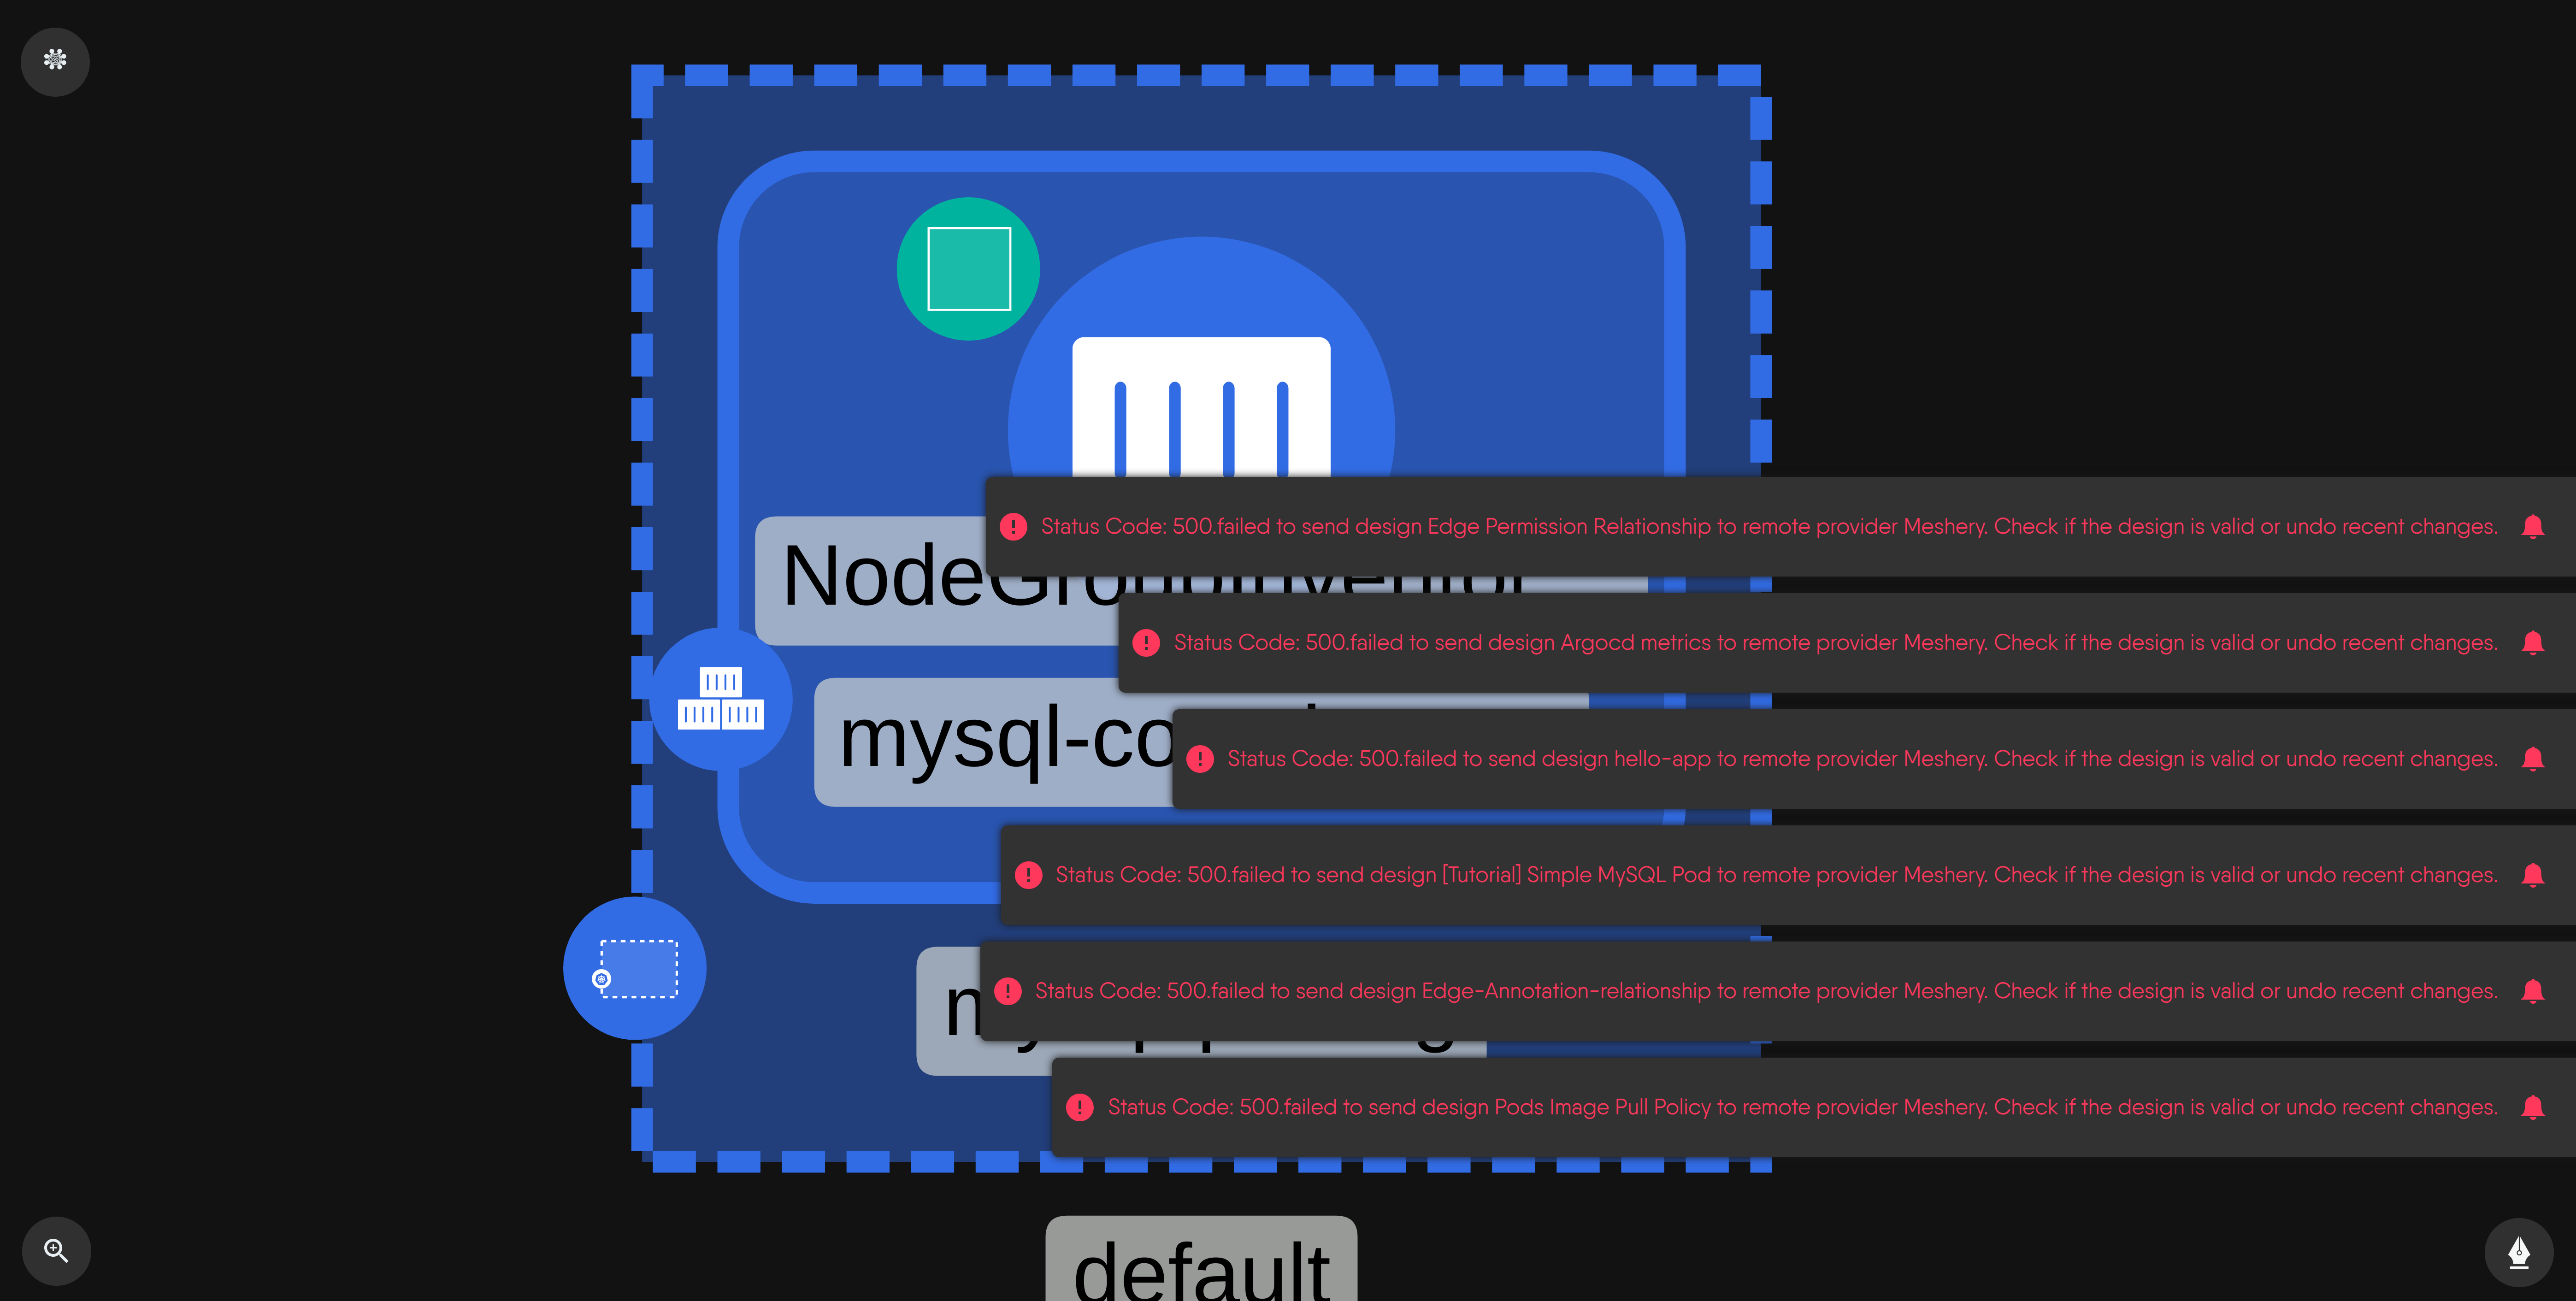 Status Code: 500.failed to send design Edge Permission Relationship to remote provider Meshery. Check if the design is valid or undo recent changes.
Status Code: 500.failed to send design Argocd metrics to remote provider Meshery. Check if the design is valid or undo recent changes.
mysql-co
Status Code: 500.failed to send design hello-app to remote provider Meshery. Check if the design is valid or undo recent changes.
Status Code: 500.failed to send design [Tutorial] Simple MySQL Pod to remote provider Meshery. Check if the design is valid or undo recent changes.
Status Code: 500.failed to send design Edge-Annotation-relationship to remote provider Meshery. Check if the design is valid or undo recent changes.
Status Code: 500.failed to send design Pods Image Pull Policy to remote provider Meshery. Check if the design is valid or undo recent changes.
default